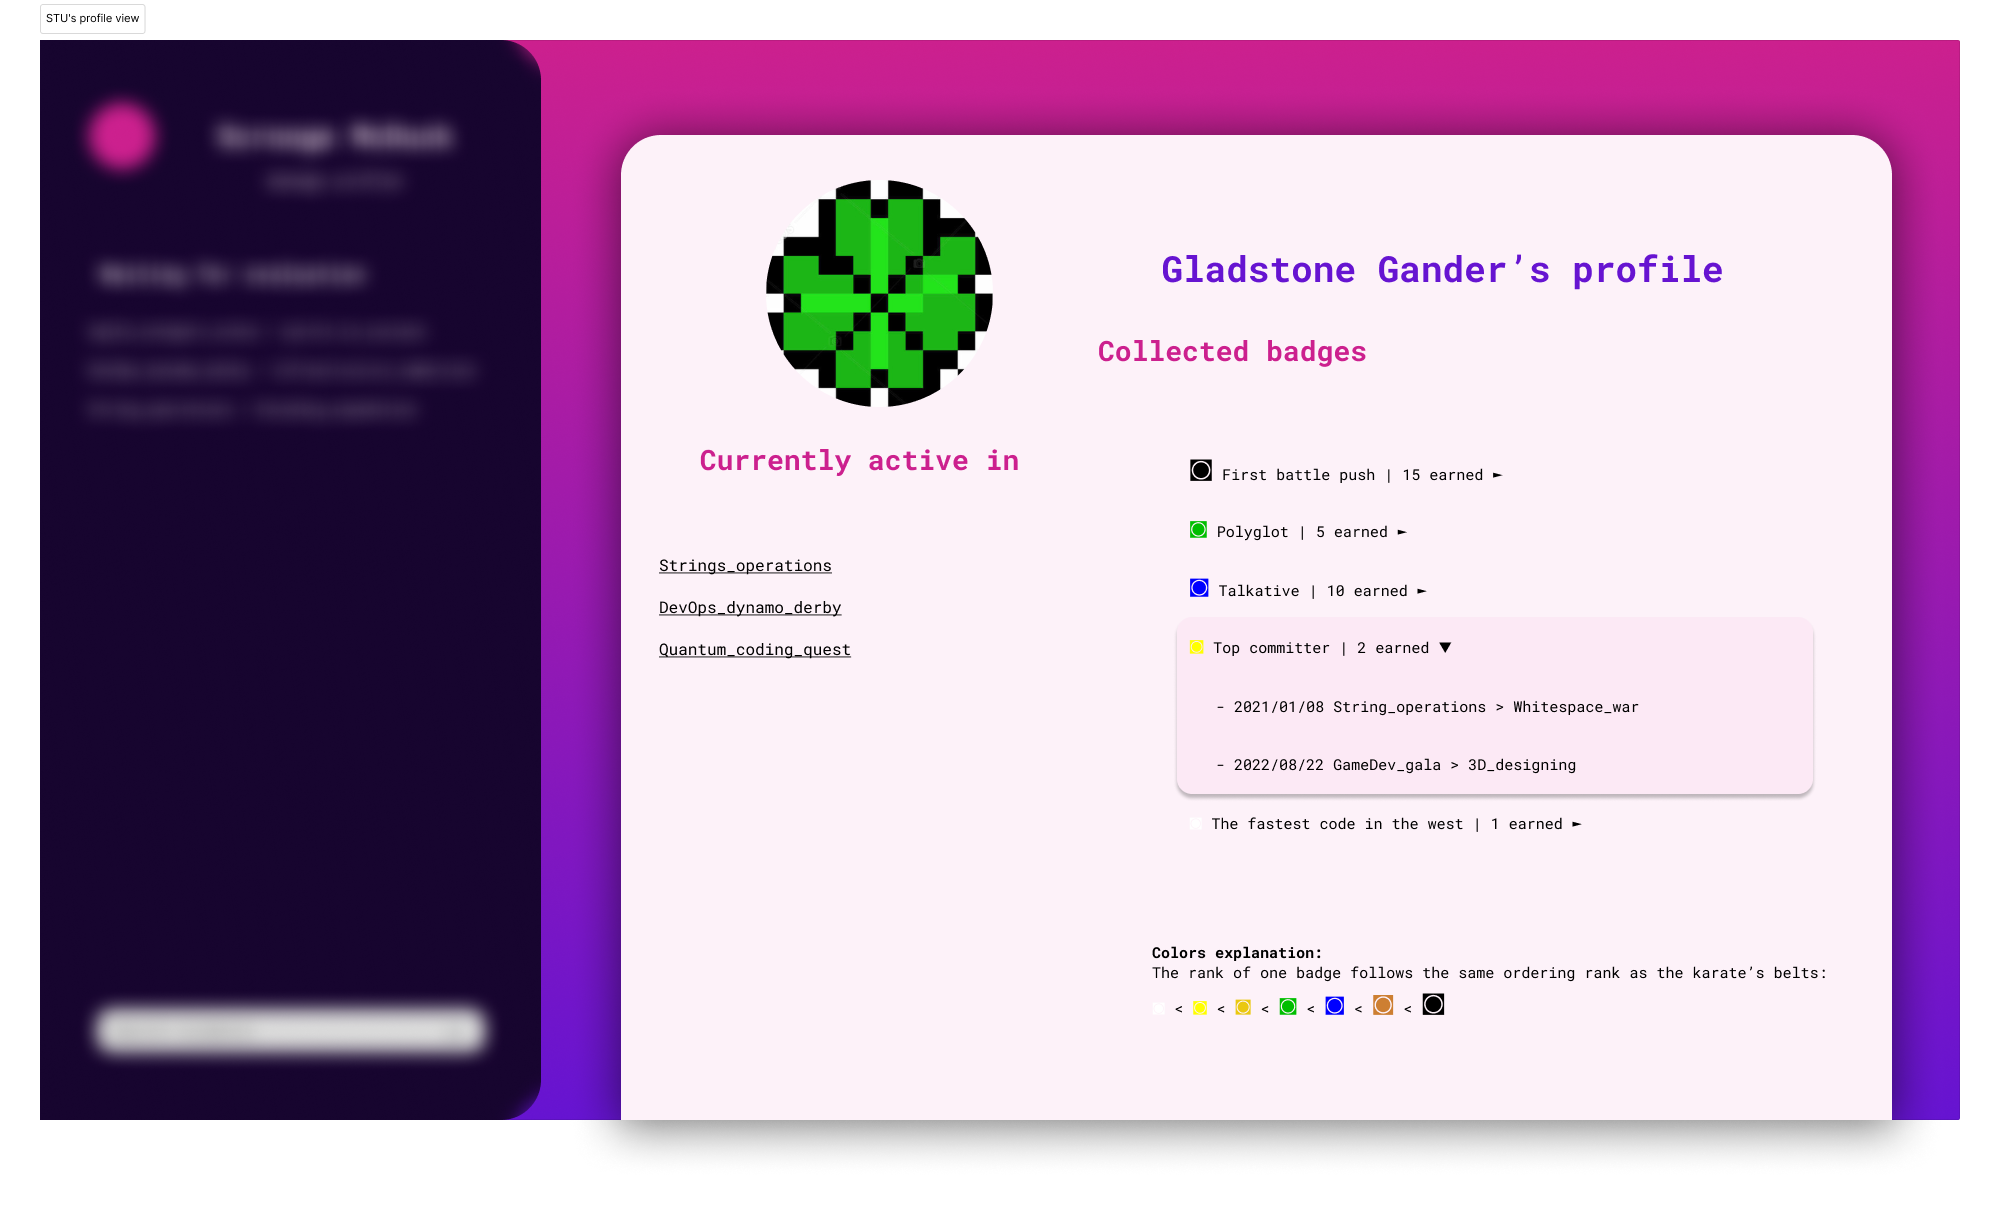 STU's profile view
Gladstone Gander’s profile
Collected badges
Currently active in
Strings_operations
DevOps_dynamo_derby
Quantum_coding_quest
First battle push | 15 earned ►
Polyglot | 5 earned ►
Talkative | 10 earned ►
Top committer | 2 earned ▼
- 2021/01/08 String_operations > Whitespace_war
- 2022/08/22 GameDev_gala > 3D_designing
The fastest code in the west | 1 earned ►
Colors explanation:
The rank of one badge follows the same ordering rank as the karate’s belts:
< < < < < <